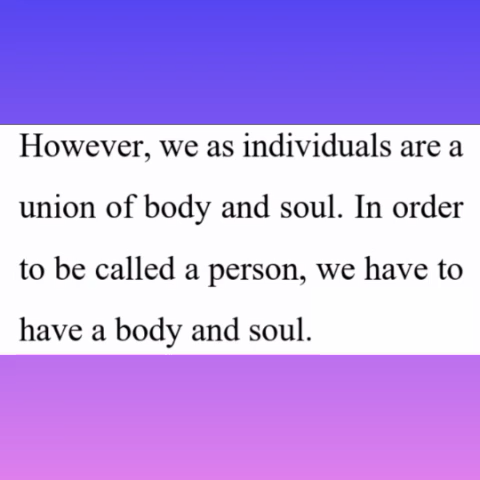 However, we as individuals are a
union of body and soul. In order
to be called a person, we have to
have a body and soul.